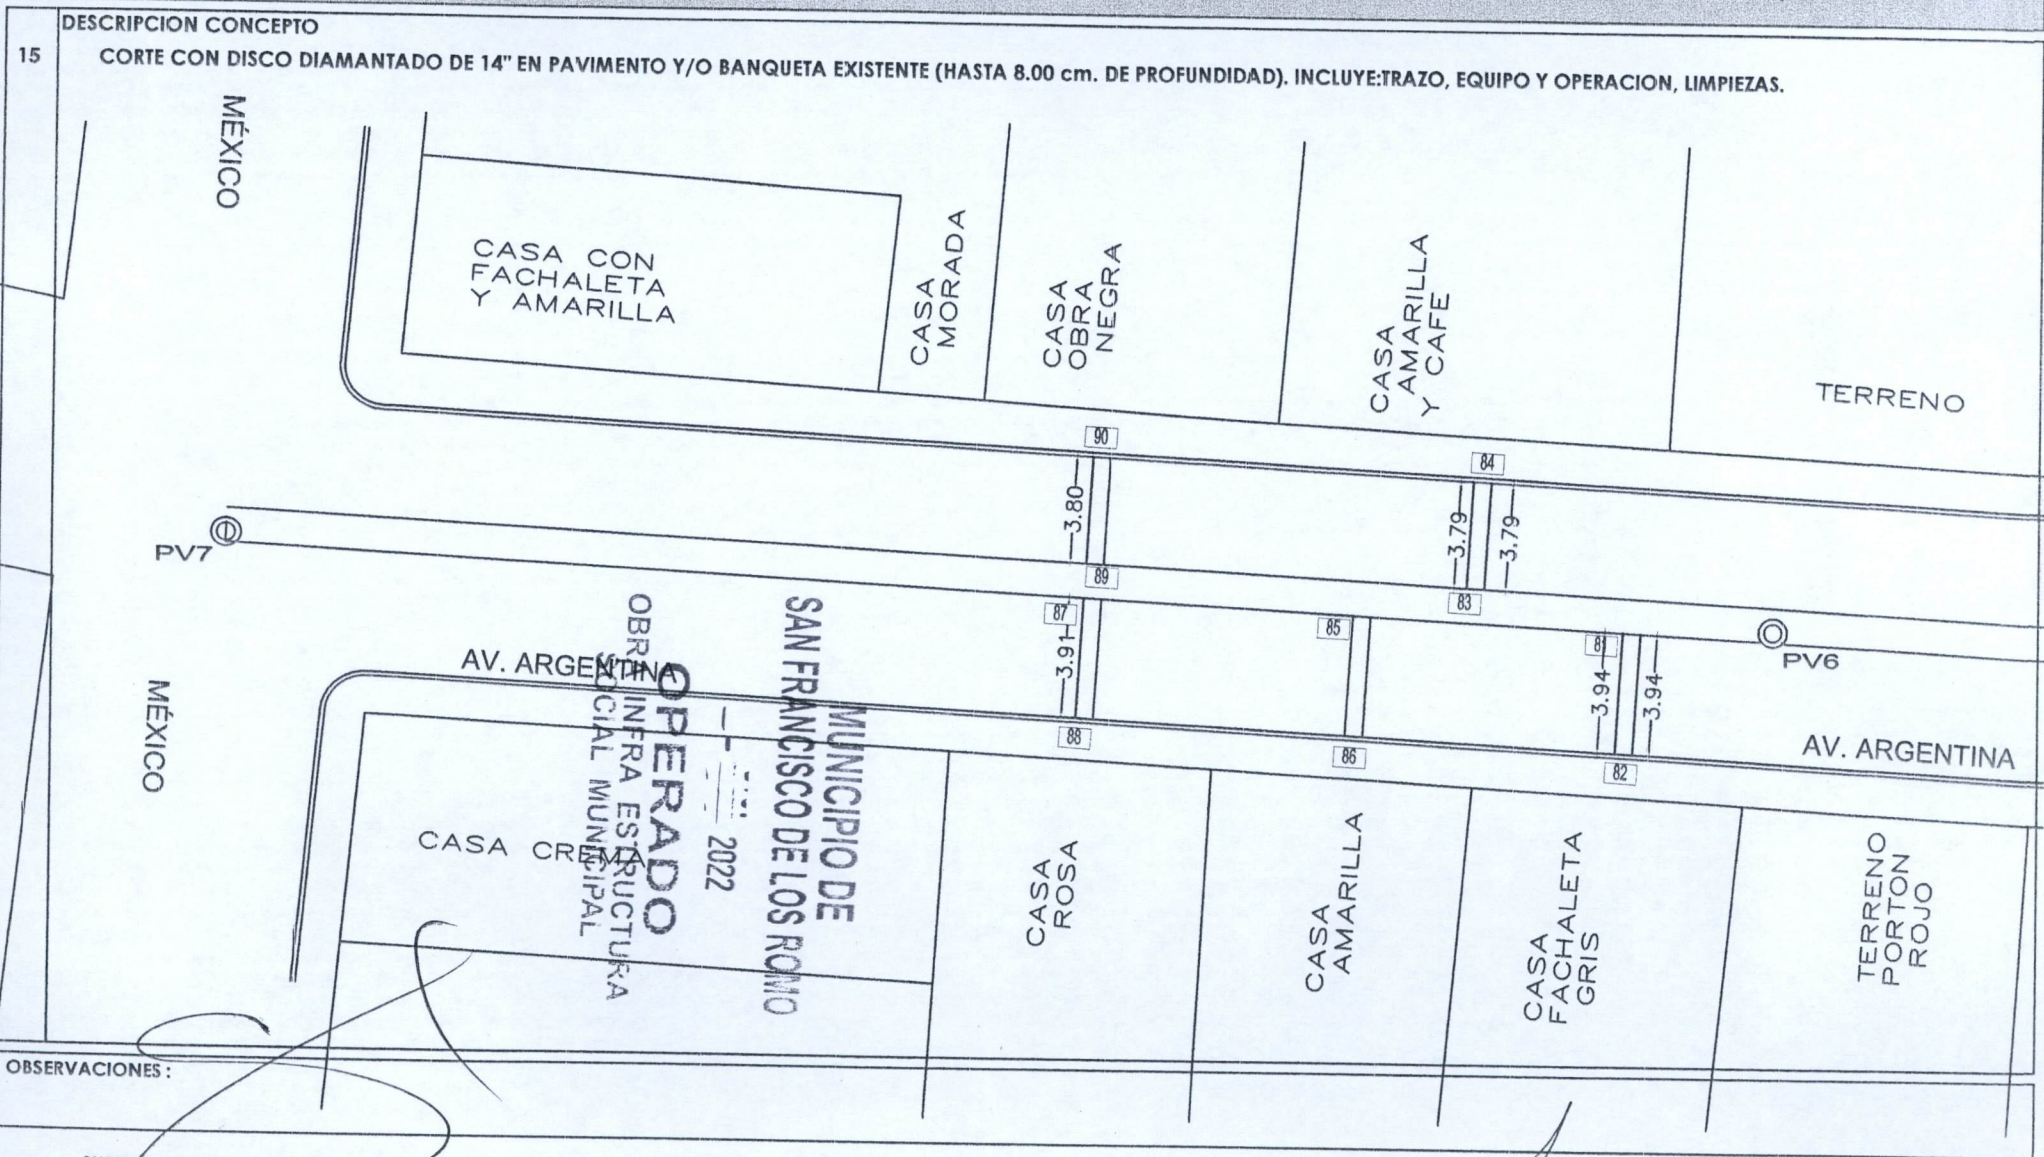 DESCRIPCION CONCEPTO
15 CORTE CON DISCO DIAMANTADO DE 14" EN PAVIMENTO Y/O BANQUETA EXISTENTE (HASTA 8.00 cm. DE PROFUNDIDAD). INCLUYE:TRAZO, EQUIPO Y OPERACION, LIMPIEZAS.
MÉXICO
CASA CON
FACHALETA
Y AMARILLA
CASA
MORADA
CASA
OBRA
NEGRA
CASA
AMARILLA
Y CAFE
TERRENO
90
84
3.80
3.79
3.79
PV7
89
83
87
85
81
PV6
3.91
3.94
3.94
AV. ARGENTINA
88
86
82
AV. ARGENTINA
MÉXICO
CASA CREMA
MUNICIPIO DE
SAN FRANCISCO DE LOS ROMO
2022
OPERADO
OBRA INFRA ESTRUCTURA
SOCIAL MUNICIPAL
CASA
ROSA
CASA
AMARILLA
CASA
FACHALETA
GRIS
TERRENO
PORTON
ROJO
OBSERVACIONES: